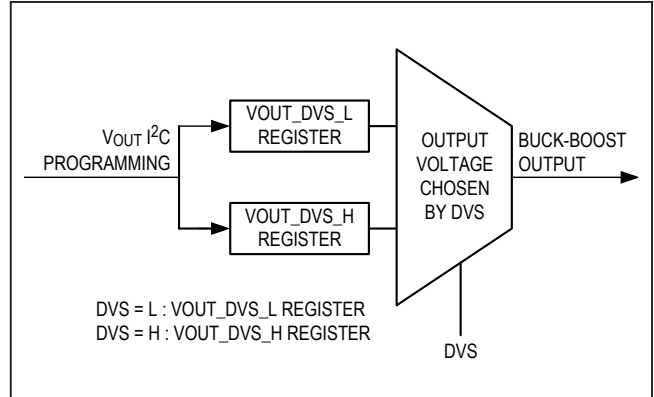 VOUT I²C
PROGRAMMING
VOUT_DVS_L
REGISTER
VOUT_DVS_H
REGISTER
OUTPUT
VOLTAGE
CHOSEN
BY DVS
BUCK-BOOST
OUTPUT
DVS = L : VOUT_DVS_L REGISTER
DVS = H : VOUT_DVS_H REGISTER
DVS